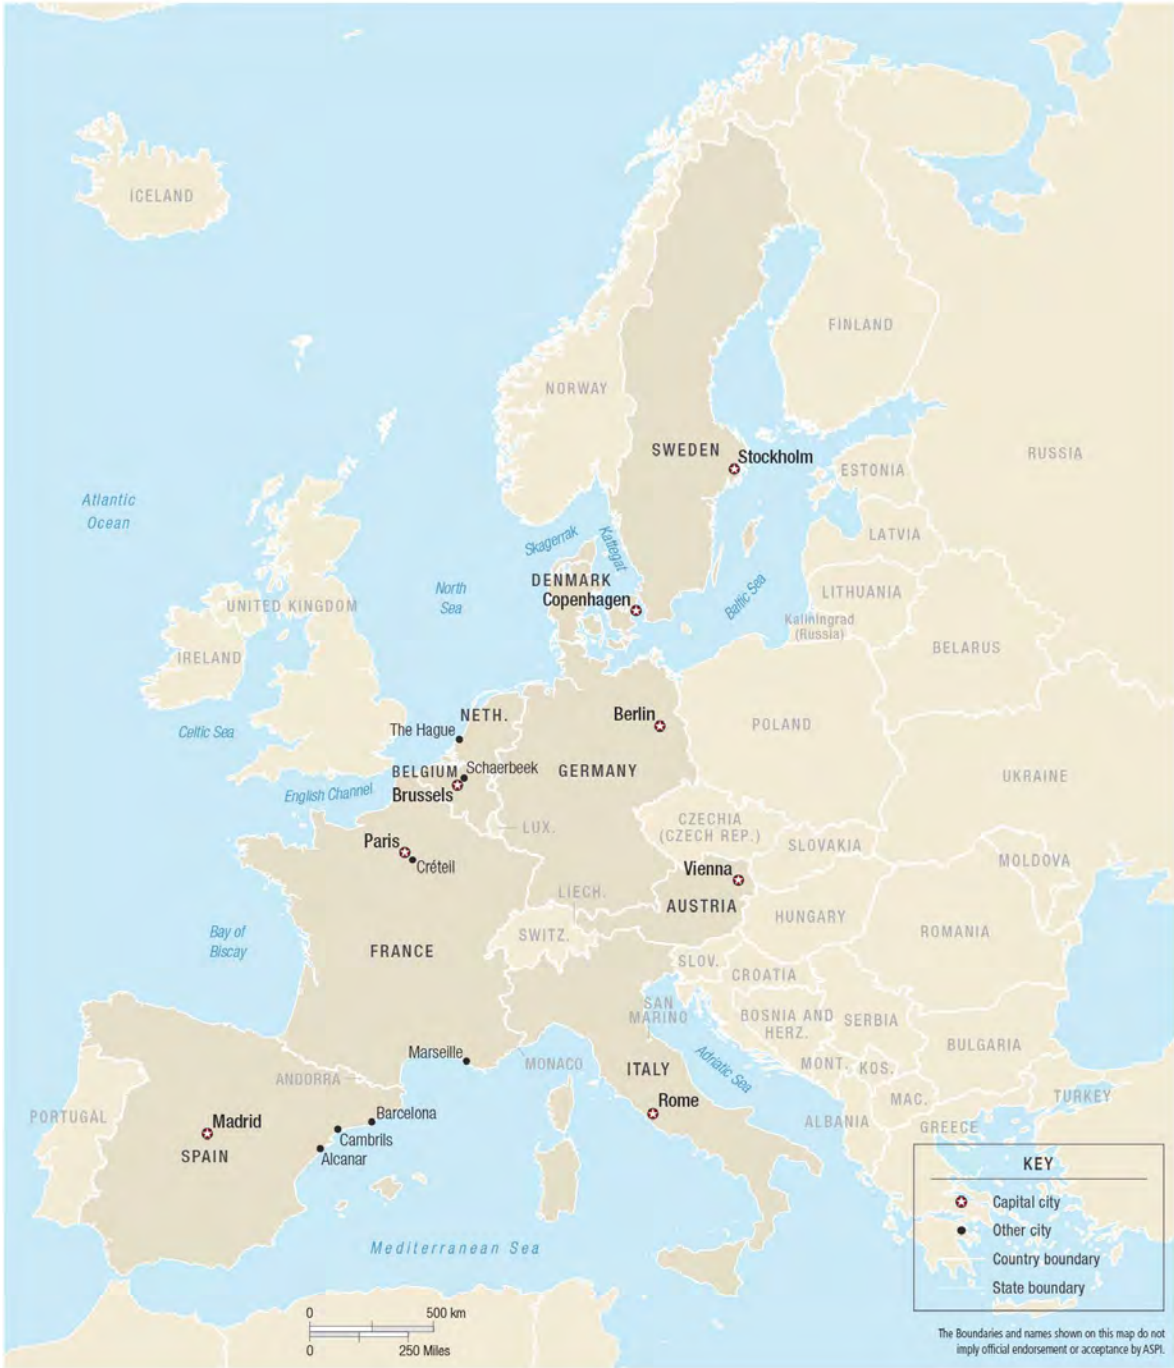 ICELAND
FINLAND
NORWAY
SWEDEN
Stockholm
RUSSIA
ESTONIA
Atlantic
Ocean
Skagerrak
Kattegat
LATVIA
North
Sea
DENMARK
Copenhagen
Baltic Sea
LITHUANIA
Kaliningrad
(Russia)
UNITED KINGDOM
IRELAND
BELARUS
Celtic Sea
NETH.
The Hague
Berlin
POLAND
BELGIUM
Schaerbeek
Brussels
GERMANY
UKRAINE
English Channel
LUX.
CZECHIA
(CZECH REP.)
SLOVAKIA
MOLDOVA
Paris
Créteil
Vienna
LIECH.
AUSTRIA
HUNGARY
Bay of
Biscay
FRANCE
SWITZ.
ROMANIA
SLOV.
CROATIA
SAN
MARINO
BOSNIA AND
HERZ.
SERBIA
BULGARIA
Marseille
MONACO
Adriatic Sea
MONT.
KOS.
ANDORRA
ITALY
MAC.
TURKEY
PORTUGAL
Madrid
Barcelona
Rome
ALBANIA
GREECE
Cambrils
SPAIN
Alcanar
Mediterranean Sea
KEY
Capital city
Other city
Country boundary
State boundary
0 500 km
0 250 Miles
The Boundaries and names shown on this map do not
imply official endorsement or acceptance by ASPI.